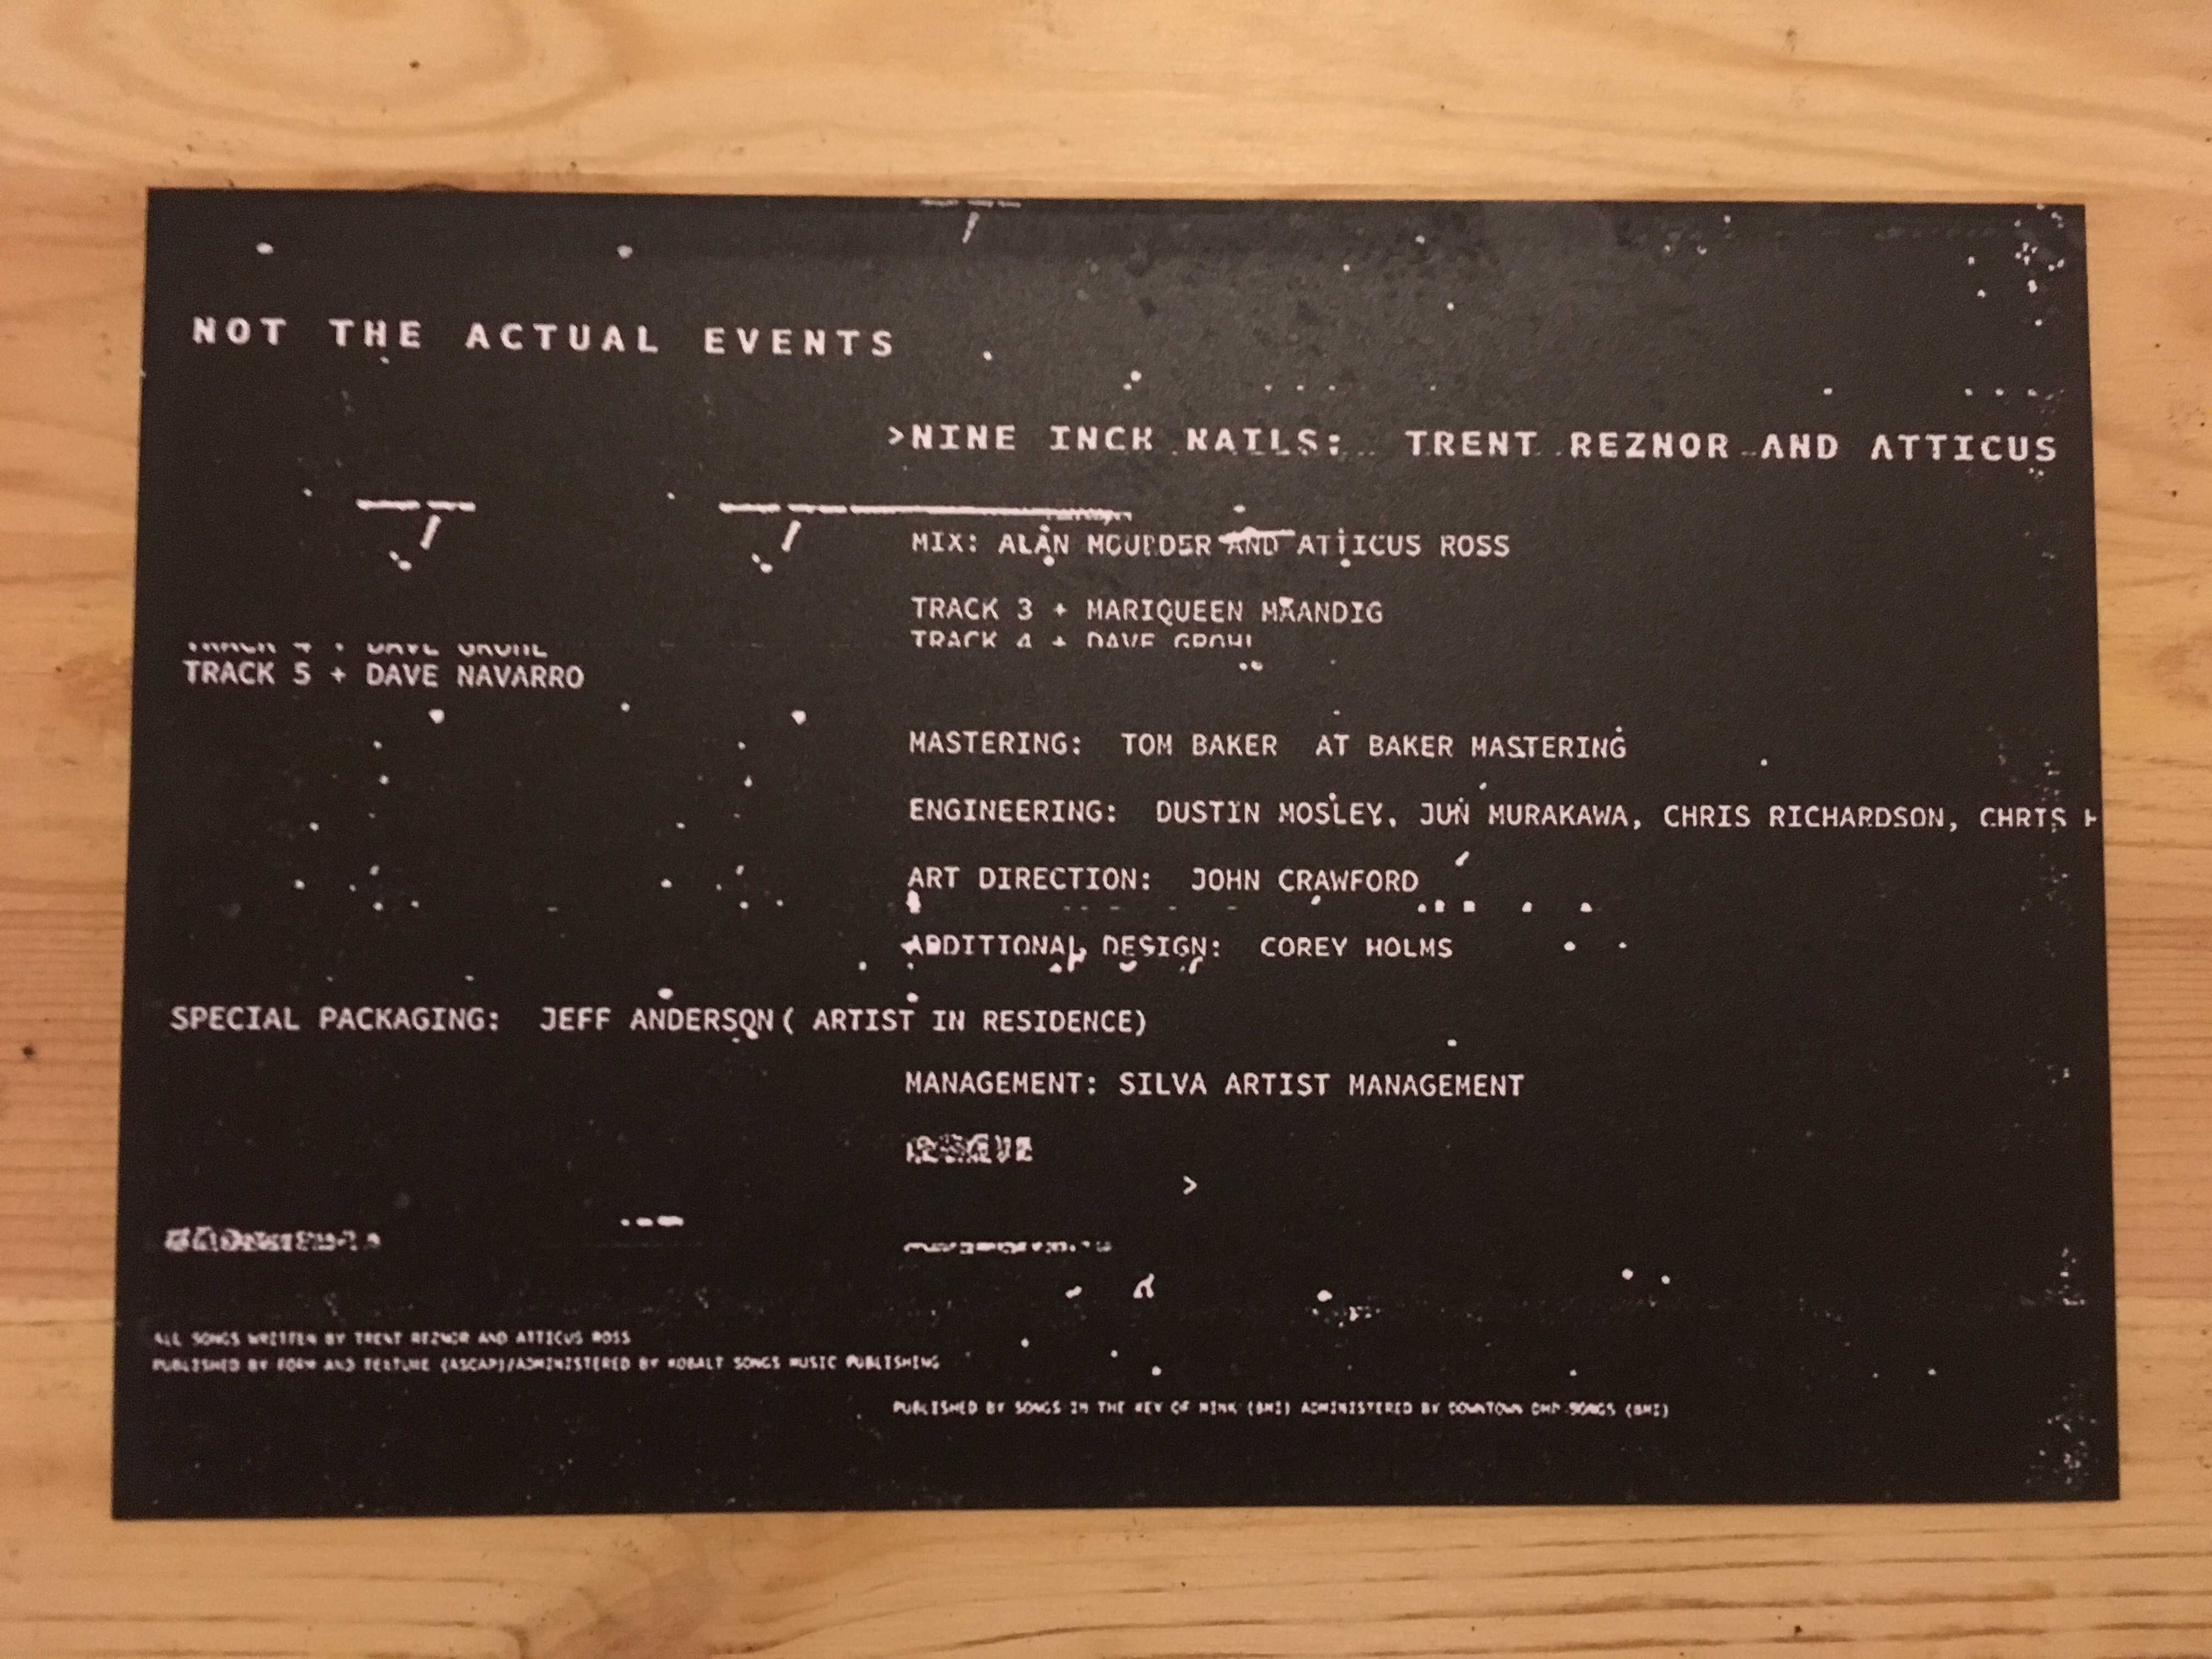 NOT THE ACTUAL EVENTS
>NINE INCH NAILS: TRENT REZNOR AND ATTICUS
MIX: ALAN MOULDER AND ATTICUS ROSS
TRACK 3 + MARIQUEEN MAANDIG
TRACK 4 + DAVE GROHL
TRACK 4 + DAVE GROHL
TRACK 5 + DAVE NAVARRO
MASTERING: TOM BAKER AT BAKER MASTERING
ENGINEERING: DUSTIN MOSLEY, JUN MURAKAWA, CHRIS RICHARDSON, CHRIS
ART DIRECTION: JOHN CRAWFORD
ADDITIONAL DESIGN: COREY HOLMS
SPECIAL PACKAGING: JEFF ANDERSON( ARTIST IN RESIDENCE)
MANAGEMENT: SILVA ARTIST MANAGEMENT
>
ALL SONGS WRITTEN BY TRENT REZNOR AND ATTICUS ROSS
PUBLISHED BY FORM AND TEXTURE (ASCAP)/ADMINISTERED BY KOBALT SONGS MUSIC PUBLISHING
PUBLISHED BY SONGS IN THE KEY OF MINK (BMI) ADMINISTERED BY DOWNTOWN DMP SONGS (BMI)